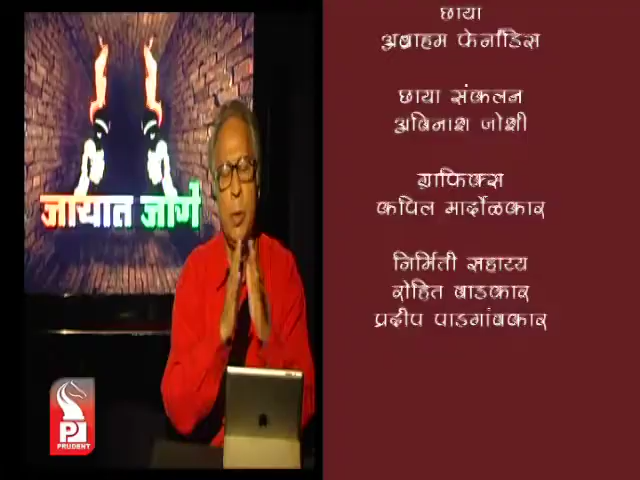 छाया
अब्राहम फेर्नांडिस
छाया संकलन
अविनाश जोशी
ग्राफिक्स
कपिल मार्दोळकार
निर्मिती सहाय्य
रोहित वाडकार
प्रदीप पाडगांवकार
जायात जागे
P
PRUDENT